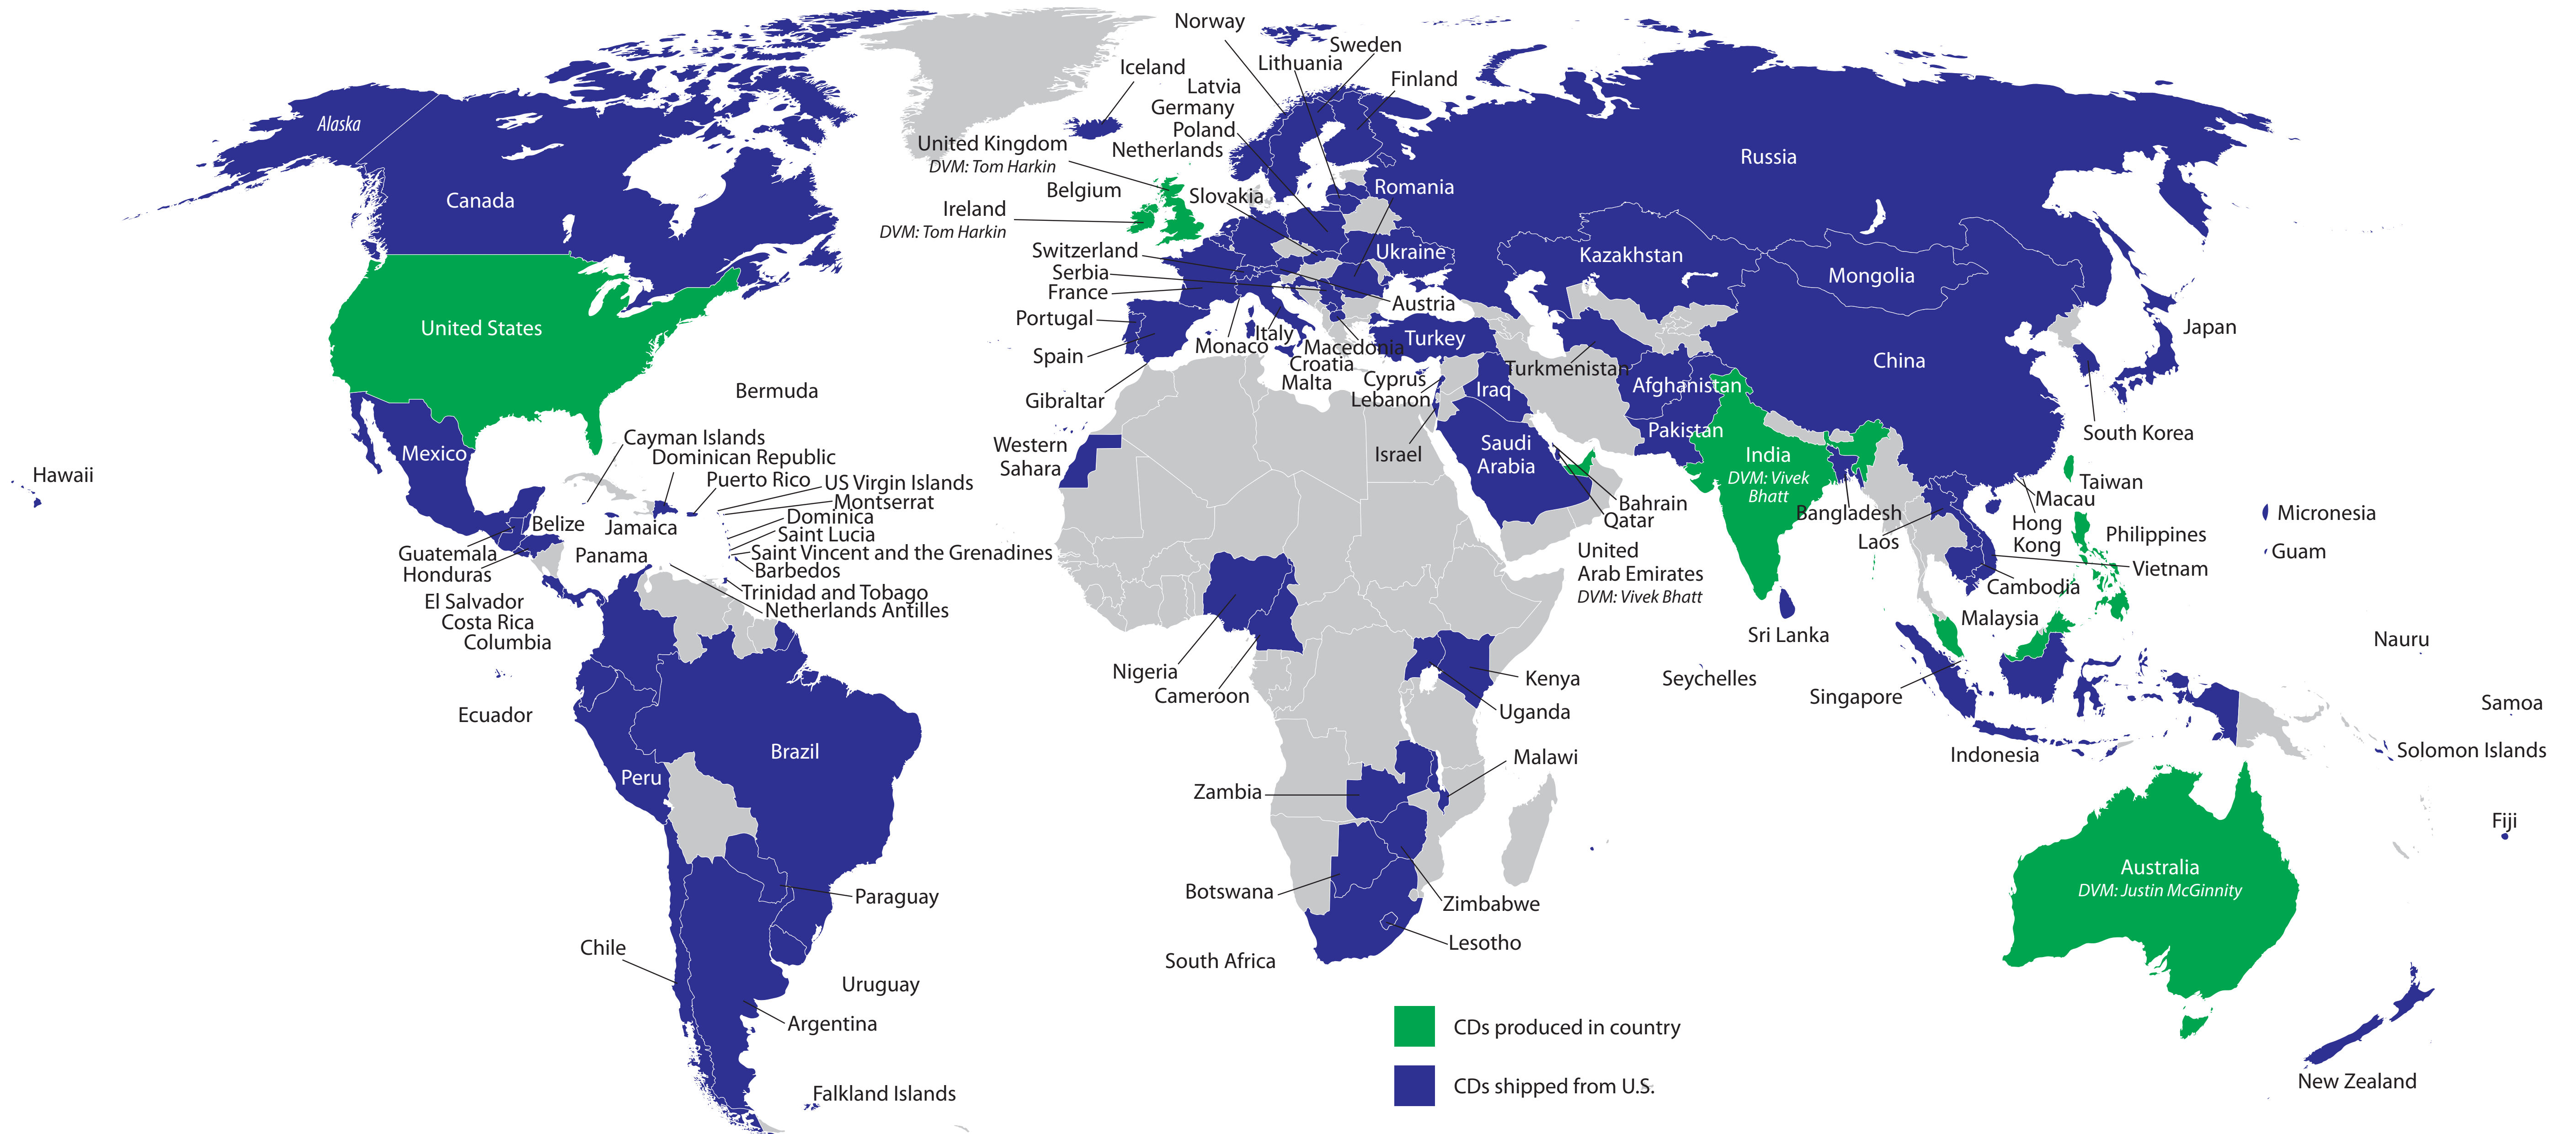 Norway
Sweden
Lithuania
Iceland
Finland
Latvia
Germany
Poland
Netherlands
United Kingdom
DVM: Tom Harkin
Belgium
Slovakia
Romania
Ireland
DVM: Tom Harkin
Switzerland
Serbia
France
Ukraine
Austria
Portugal
Spain
Monaco
Italy
Macedonia
Croatia
Malta
Turkey
Gibraltar
Cyprus
Lebanon
Israel
Iraq
Turkmenistan
Afghanistan
Pakistan
Saudi
Arabia
Bahrain
Qatar
United
Arab Emirates
DVM: Vivek Bhatt
Russia
Kazakhstan
Mongolia
China
Japan
South Korea
India
DVM: Vivek
Bhatt
Bangladesh
Taiwan
Macau
Hong
Kong
Laos
Philippines
Vietnam
Cambodia
Malaysia
Sri Lanka
Seychelles
Singapore
Indonesia
Micronesia
Guam
Nauru
Samoa
Solomon Islands
Fiji
Australia
DVM: Justin McGinnity
New Zealand
Alaska
Canada
United States
Mexico
Hawaii
Bermuda
Cayman Islands
Dominican Republic
Puerto Rico
US Virgin Islands
Montserrat
Dominica
Saint Lucia
Saint Vincent and the Grenadines
Barbedos
Trinidad and Tobago
Netherlands Antilles
Belize
Jamaica
Guatemala
Honduras
Panama
El Salvador
Costa Rica
Columbia
Ecuador
Brazil
Peru
Paraguay
Chile
Uruguay
Argentina
Falkland Islands
Western
Sahara
Nigeria
Cameroon
Kenya
Uganda
Malawi
Zambia
Botswana
Zimbabwe
Lesotho
South Africa
CDs produced in country
CDs shipped from U.S.